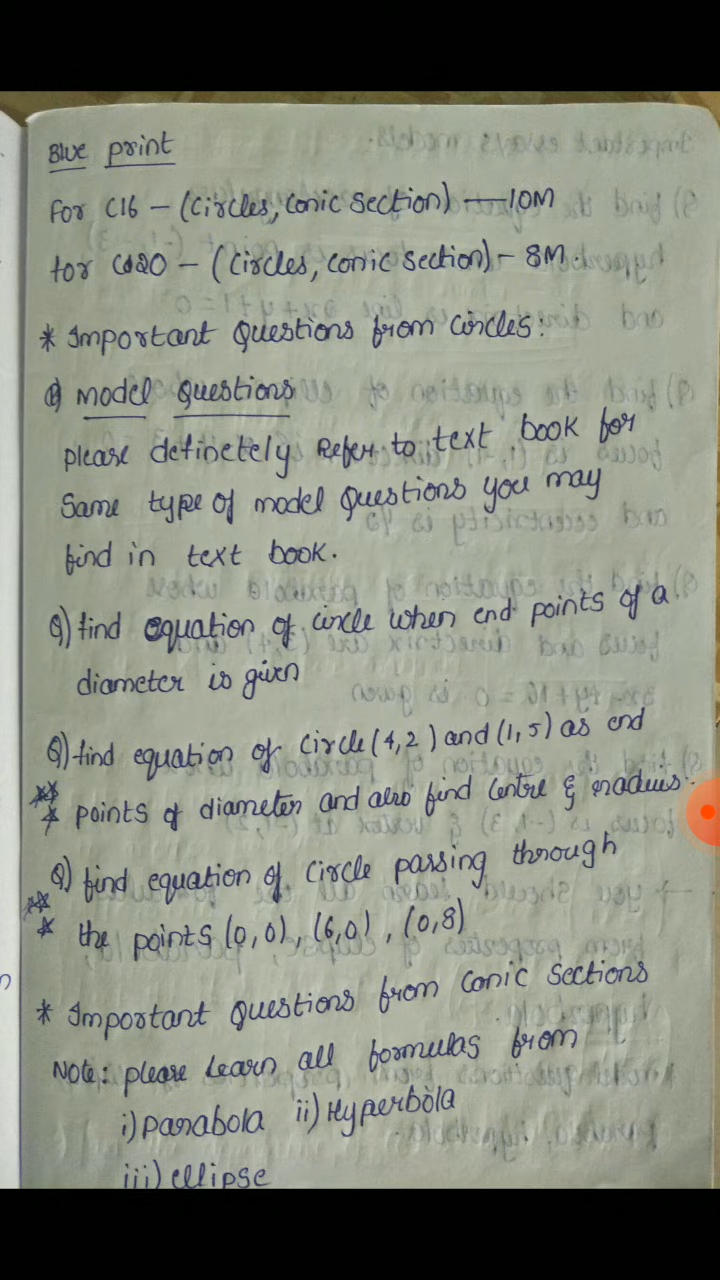 Blue print
For C16 - (Circles, Conic Section) - 10M
for C20 - (Circles, Conic Section) - 8M.
* Important Questions from circles:
Model Questions
please definetely Refer to text book for
Same type of model Questions you may
find in text book.
Q) find equation of circle when end points of a
diameter is given
Q) find equation of circle (4,2) and (1,5) as end
points of diameter and also find Centre & radius.
Q) find equation of Circle passing through
the points (0,0), (6,0), (0,8)
* Important Questions from Conic Sections
Note: please Learn all formulas from
i) Parabola ii) Hyperbola
iii) ellipse